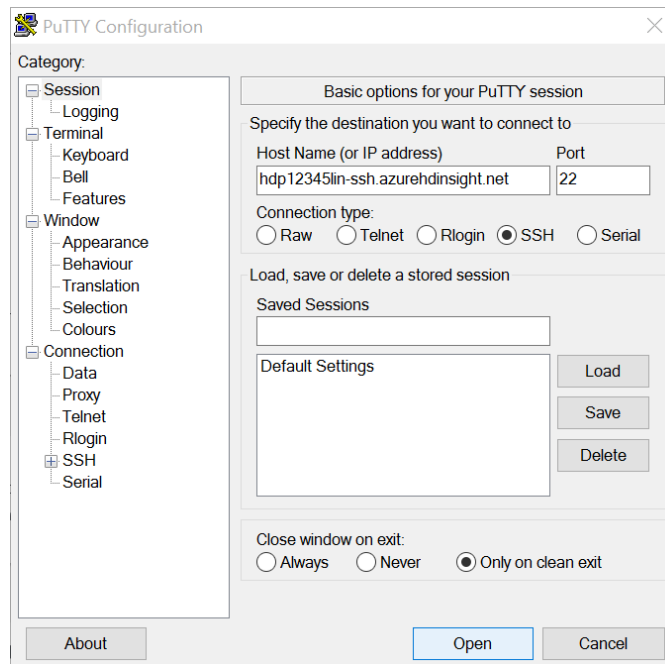 PuTTY Configuration
Category:
Session
Logging
Terminal
Keyboard
Bell
Features
Window
Appearance
Behaviour
Translation
Selection
Colours
Connection
Data
Proxy
Telnet
Rlogin
SSH
Serial
Basic options for your PuTTY session
Specify the destination you want to connect to
Host Name (or IP address) Port
hdp12345lin-ssh.azurehdinsight.net 22
Connection type:
Raw Telnet Rlogin SSH Serial
Load, save or delete a stored session
Saved Sessions
Default Settings
Load
Save
Delete
Close window on exit:
Always Never Only on clean exit
About Open Cancel